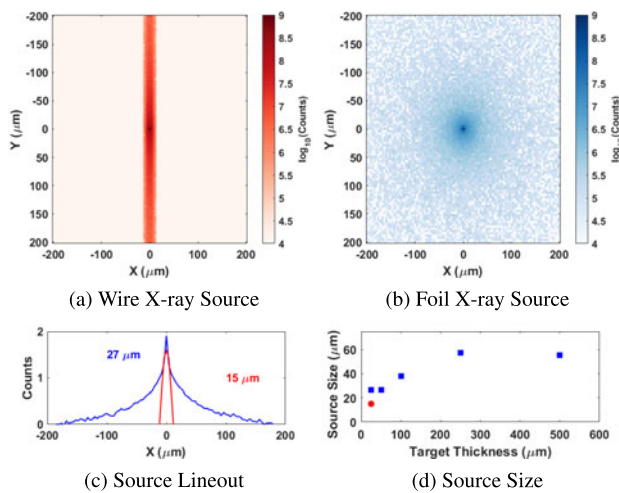 -200
-150
-100
-50
0
50
100
150
200
Y (μm)
-200 -100 0 100 200
X (μm)
9
8.5
8
7.5
7
6.5
6
5.5
5
4.5
4
log10(Counts)
(a) Wire X-ray Source
-200
-150
-100
-50
0
50
100
150
200
Y (μm)
-200 -100 0 100 200
X (μm)
9
8.5
8
7.5
7
6.5
6
5.5
5
4.5
4
(Counts)
(b) Foil X-ray Source
2
1
0
Counts
27 μm
15 μm
-200 -100 0 100 200
X (μm)
(c) Source Lineout
60
40
20
0
Source Size (μm)
0 100 200 300 400 500 600
Target Thickness (μm)
(d) Source Size